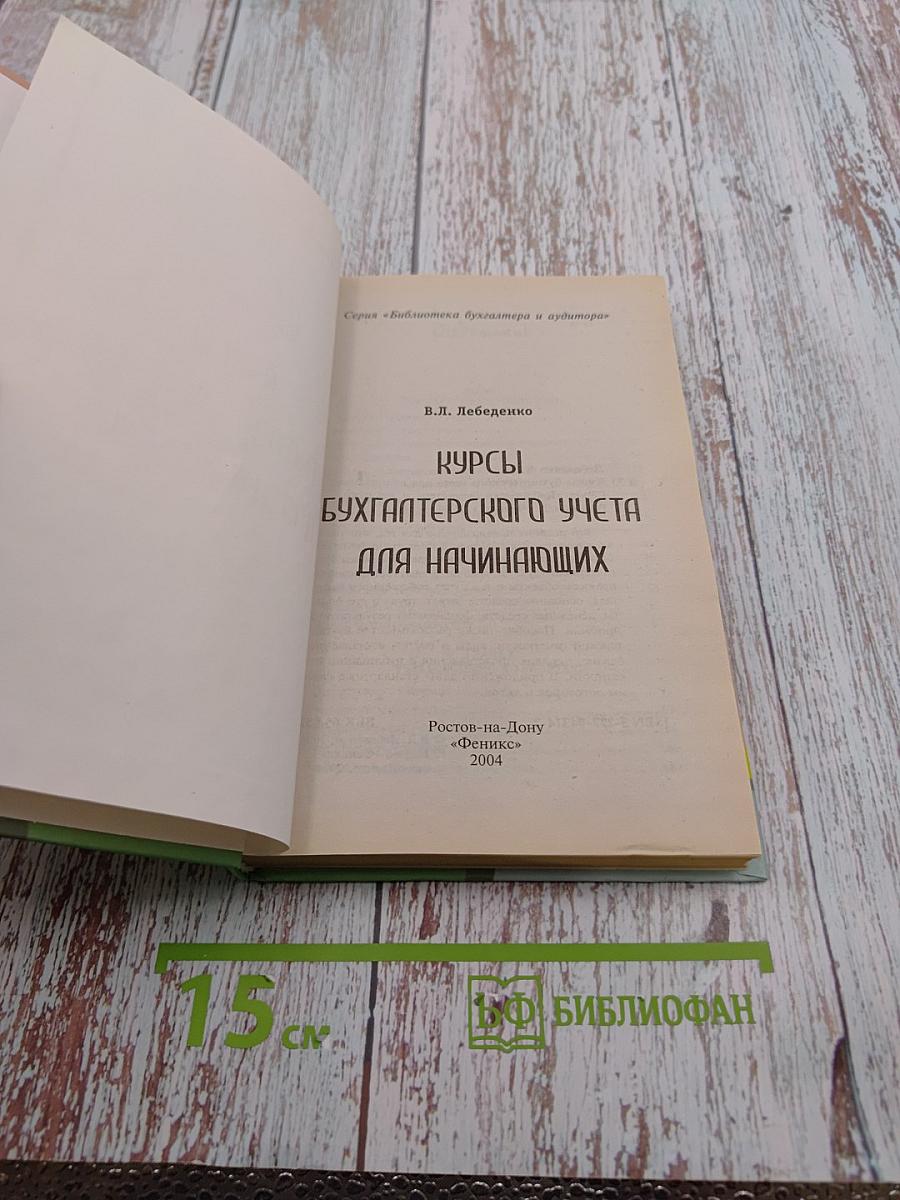 Серия «Библиотека бухгалтера и аудитора»
В.Л. Лебеденко
КУРСЫ
БУХГАЛТЕРСКОГО УЧЕТА
ДЛЯ НАЧИНАЮЩИХ
Ростов-на-Дону
«Феникс»
2004
15 см
БФ БИБЛИОФАН